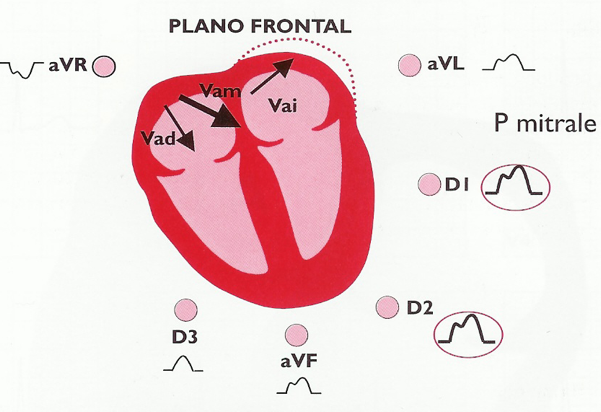 PLANO FRONTAL
aVR
aVL
Vam
Vai
Vad
P mitrale
D1
D2
D3
aVF